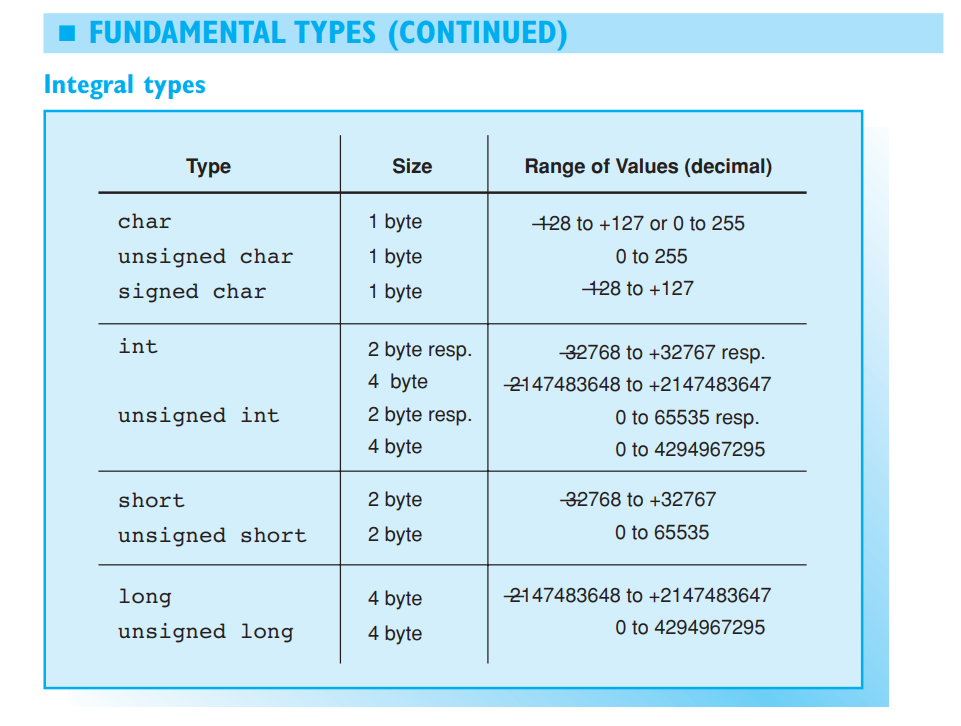 ■ FUNDAMENTAL TYPES (CONTINUED)
Integral types
Type Size Range of Values (decimal)
char 1 byte —128 to +127 or 0 to 255
unsigned char 1 byte 0 to 255
signed char 1 byte —128 to +127
int 2 byte resp. —32768 to +32767 resp.
4 byte —2147483648 to +2147483647
unsigned int 2 byte resp. 0 to 65535 resp.
4 byte 0 to 4294967295
short 2 byte —32768 to +32767
unsigned short 2 byte 0 to 65535
long 4 byte —2147483648 to +2147483647
unsigned long 4 byte 0 to 4294967295